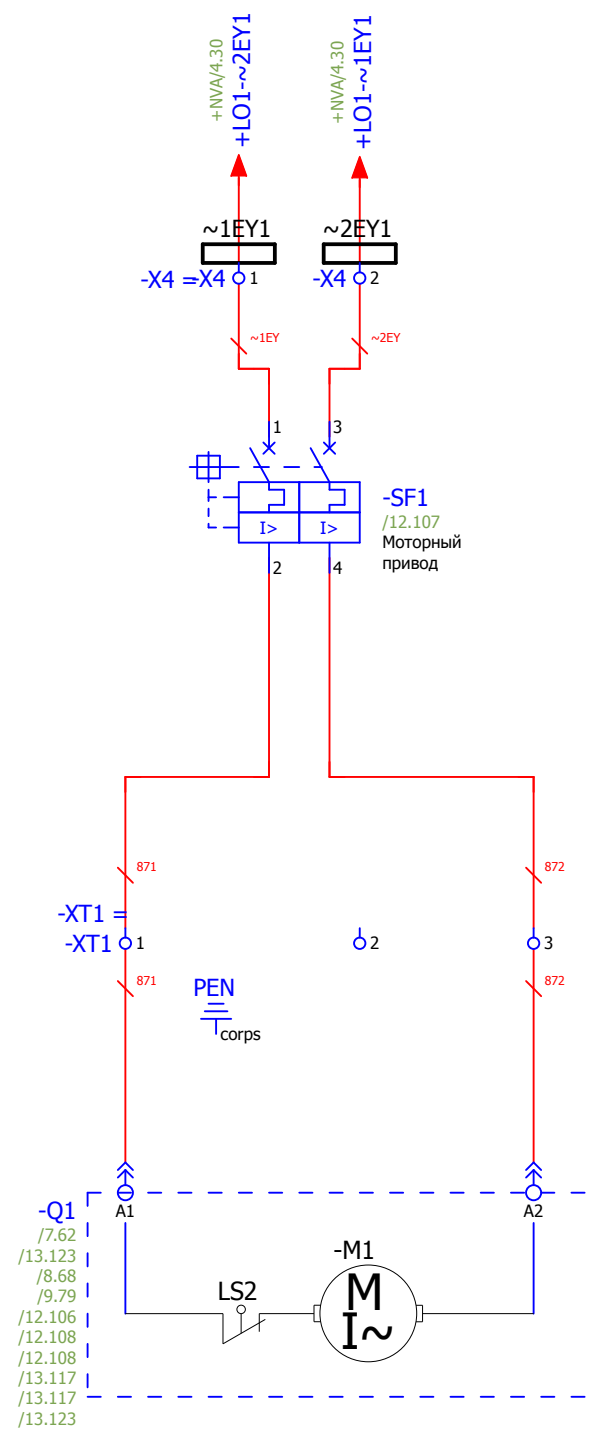 +NVA/4.30
+LO1-~2EY1
+NVA/4.30
+LO1-~1EY1
~1EY1
~2EY1
-X4 =
-X4
1
-X4
2
~1EY
~2EY
1
3
I>
I>
-SF1
/12.107
Моторный
привод
2
4
871
872
-XT1 =
-XT1
1
2
3
871
872
PEN
corps
-Q1
A1
A2
/7.62
/13.123
/8.68
/9.79
/12.106
/12.108
/12.108
/13.117
/13.117
/13.123
-M1
LS2
M
I~